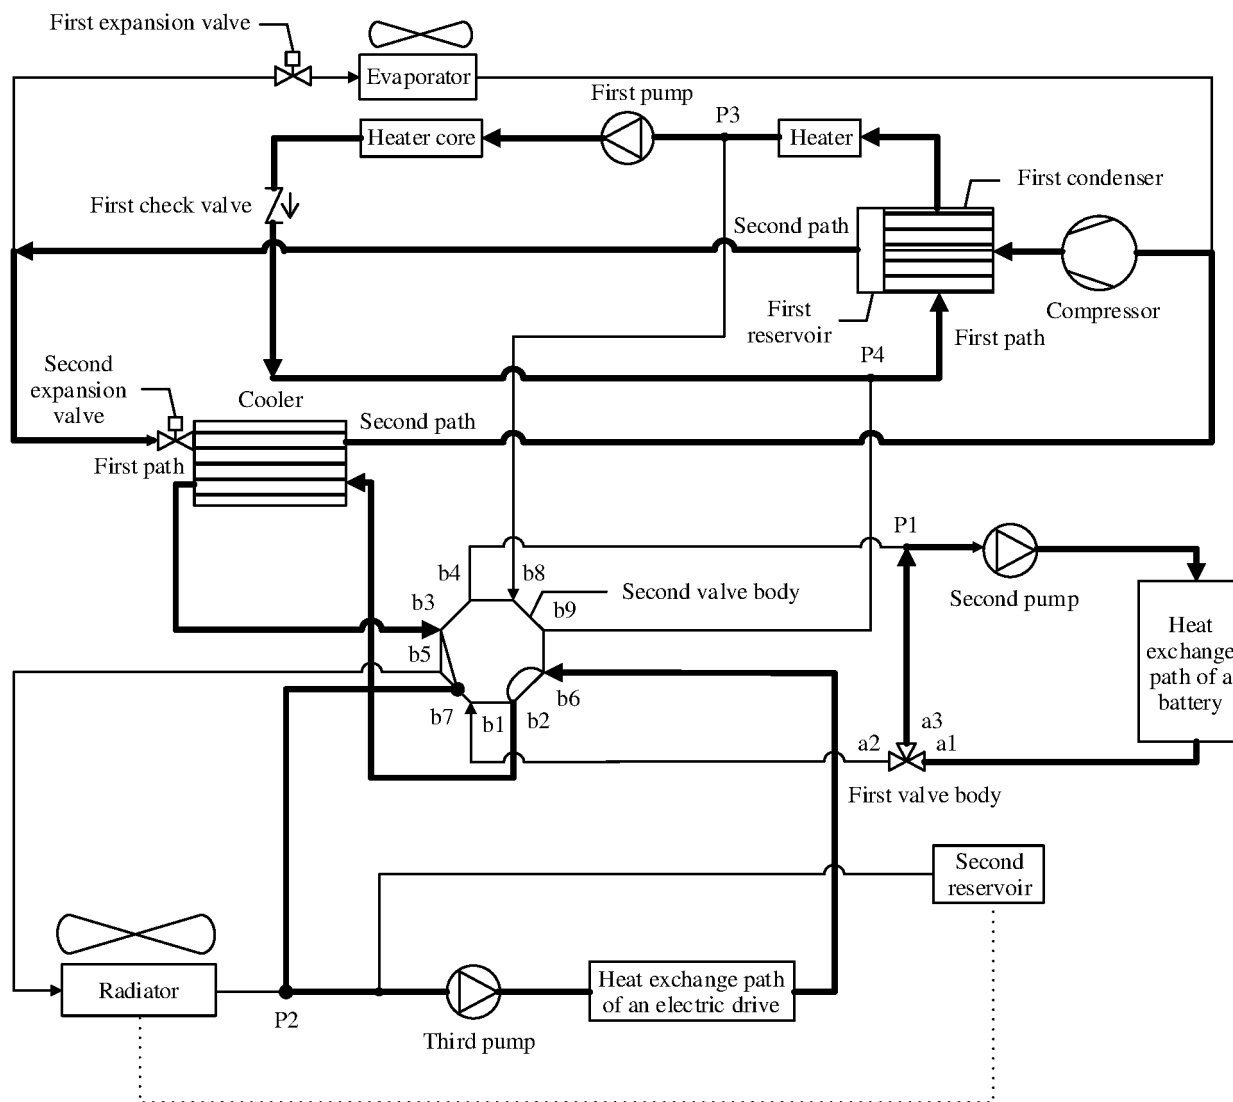 First expansion valve
Evaporator
First pump
P3
Heater core
Heater
First condenser
First check valve
Second path
Compressor
First
reservoir
First path
P4
Second
expansion
valve
Cooler
Second path
First path
P1
b4
b8
Second pump
b3
b9
Second valve body
Heat
exchange
path of a
battery
b5
b6
b7
b1
b2
a3
a2
a1
First valve body
Second
reservoir
Radiator
P2
Heat exchange path
of an electric drive
Third pump